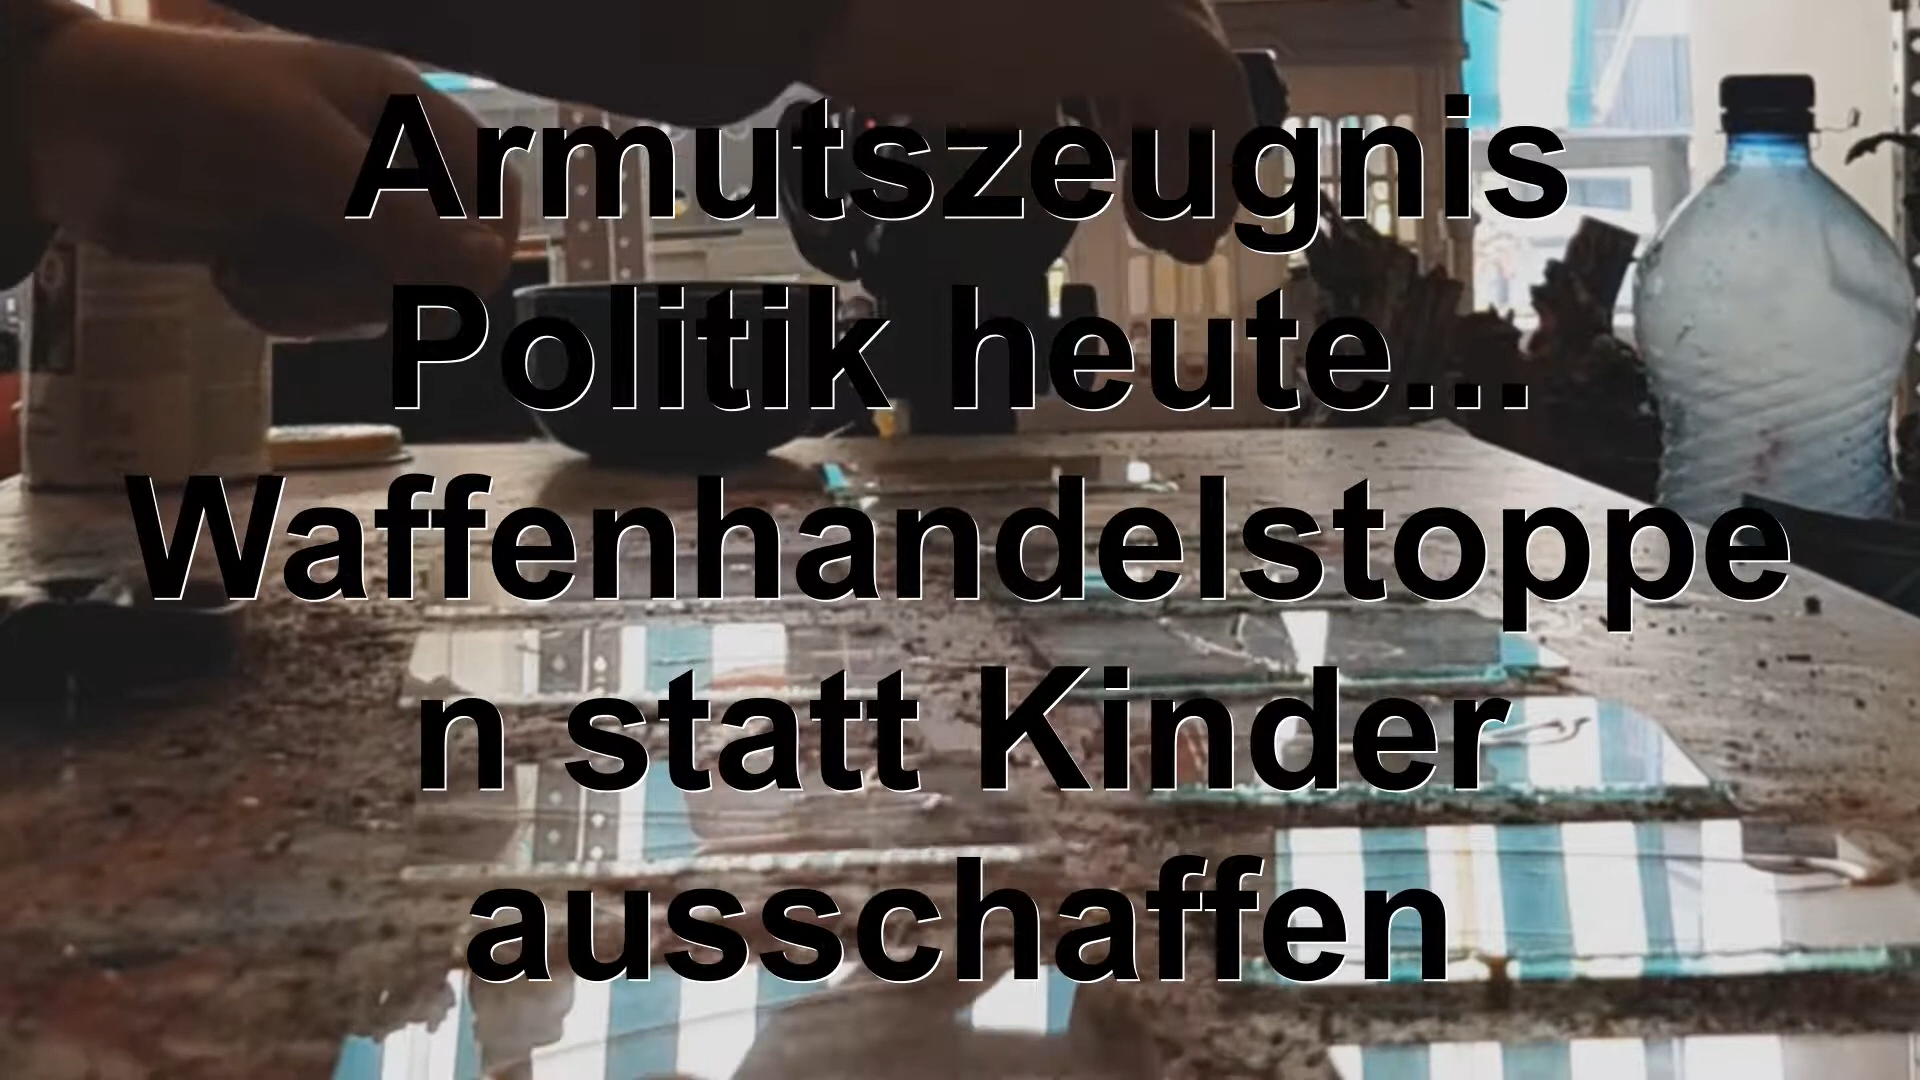 Armutszeugnis
Politik heute...
Waffenhandelstoppe
n statt Kinder
ausschaffen